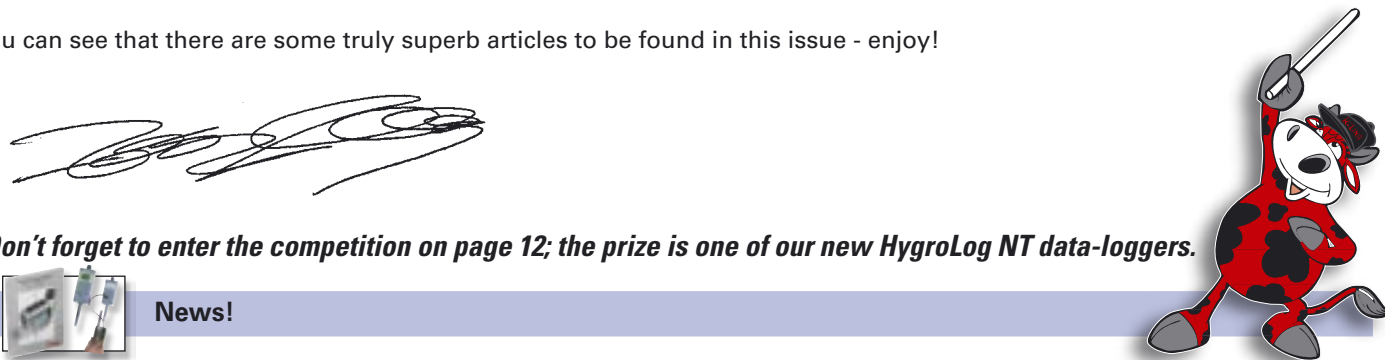 u can see that there are some truly superb articles to be found in this issue - enjoy!
on't forget to enter the competition on page 12; the prize is one of our new HygroLog NT data-loggers.
News!